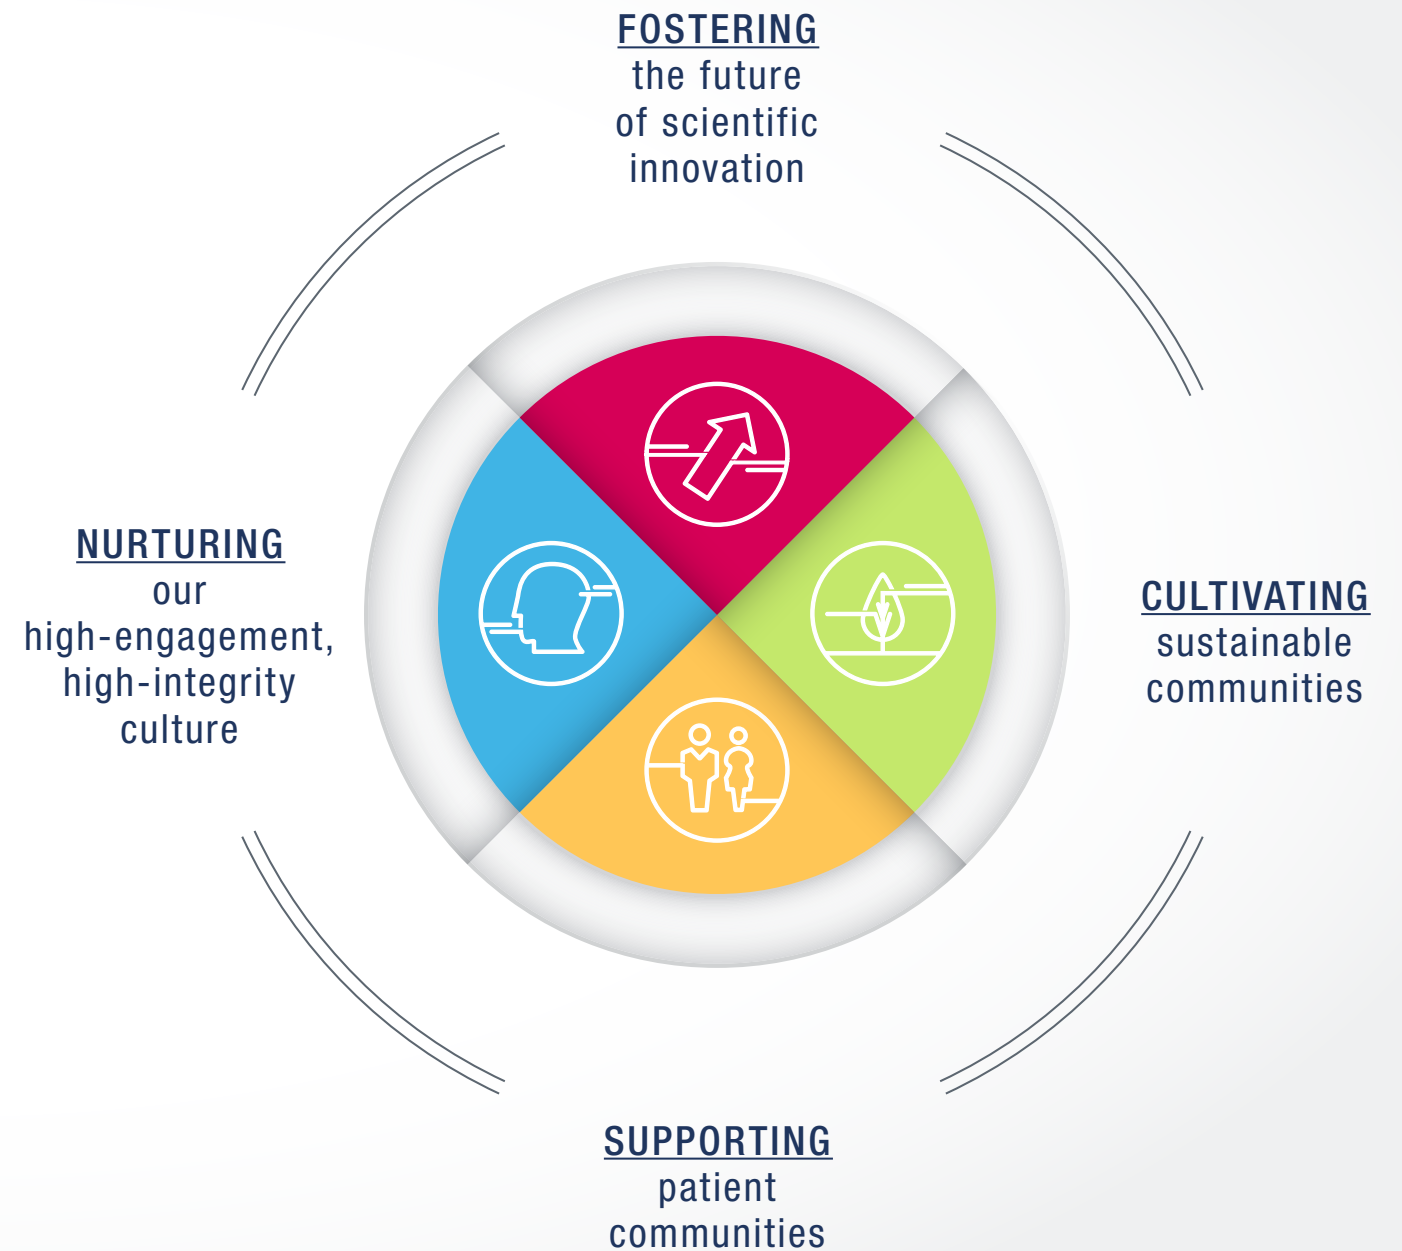 FOSTERING
the future
of scientific
innovation
NURTURING
our
high-engagement,
high-integrity
culture
CULTIVATING
sustainable
communities
SUPPORTING
patient
communities